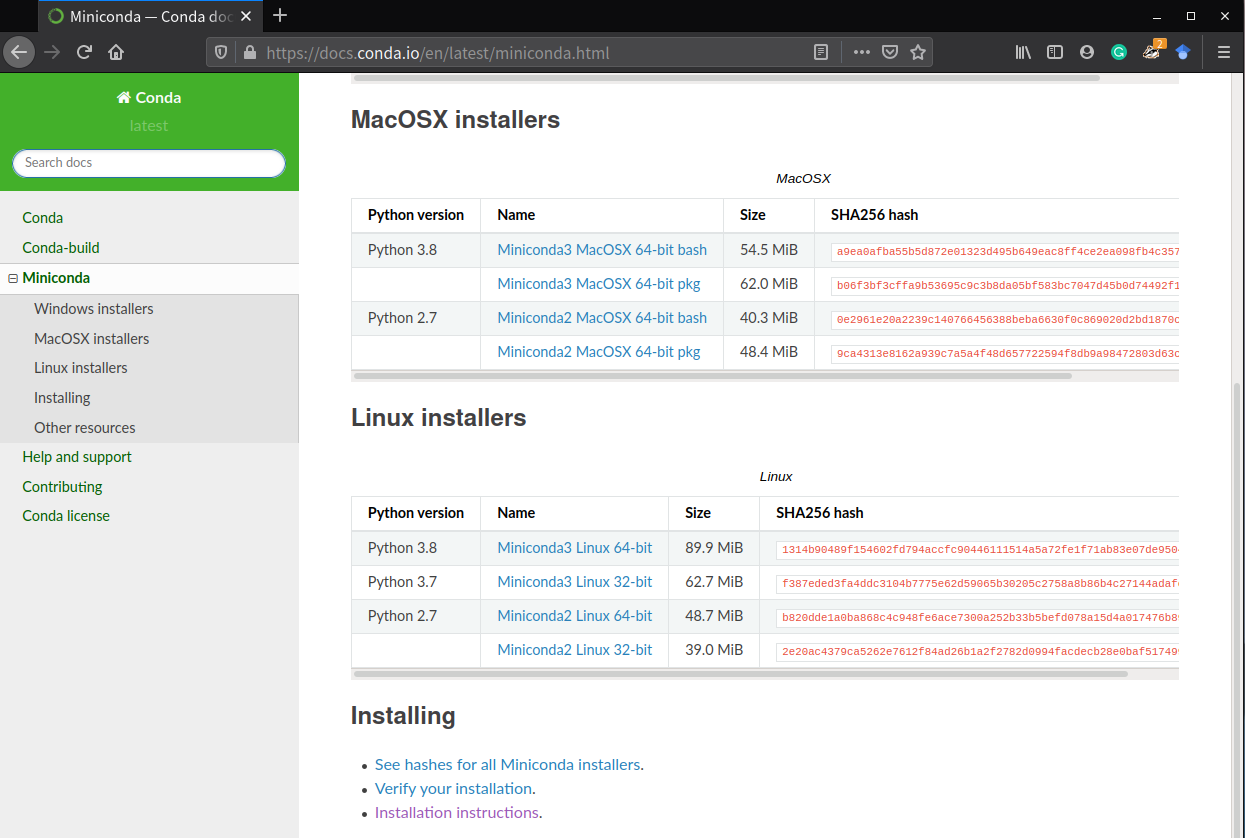 Miniconda — Conda doc
https://docs.conda.io/en/latest/miniconda.html
2
Conda
latest
Search docs
Conda
Conda-build
Miniconda
Windows installers
MacOSX installers
Linux installers
Installing
Other resources
Help and support
Contributing
Conda license
MacOSX installers
MacOSX
Python version Name Size SHA256 hash
Python 3.8 Miniconda3 MacOSX 64-bit bash 54.5 MiB a9ea0afba55b5d872e01323d495b649eac8ff4ce2ea098fb4c357
Miniconda3 MacOSX 64-bit pkg 62.0 MiB b06f3bf3cffa9b53695c9c3b8da05bf583bc7047d45b0d74492f1
Python 2.7 Miniconda2 MacOSX 64-bit bash 40.3 MiB 0e2961e20a2239c140766456388beba6630f0c869020d2bd1870c
Miniconda2 MacOSX 64-bit pkg 48.4 MiB 9ca4313e8162a939c7a5a4f48d657722594f8db9a98472803d63c
Linux installers
Linux
Python version Name Size SHA256 hash
Python 3.8 Miniconda3 Linux 64-bit 89.9 MiB 1314b90489f154602fd794accfc90446111514a5a72fe1f71ab83e07de9504
Python 3.7 Miniconda3 Linux 32-bit 62.7 MiB f387eded3fa4ddc3104b7775e62d59065b30205c2758a8b86b4c27144adaf
Python 2.7 Miniconda2 Linux 64-bit 48.7 MiB b820dde1a0ba868c4c948fe6ace7300a252b33b5befd078a15d4a017476b8
Miniconda2 Linux 32-bit 39.0 MiB 2e20ac4379ca5262e7612f84ad26b1a2f2782d0994facdecb28e0baf51749
Installing
• See hashes for all Miniconda installers.
• Verify your installation.
• Installation instructions.